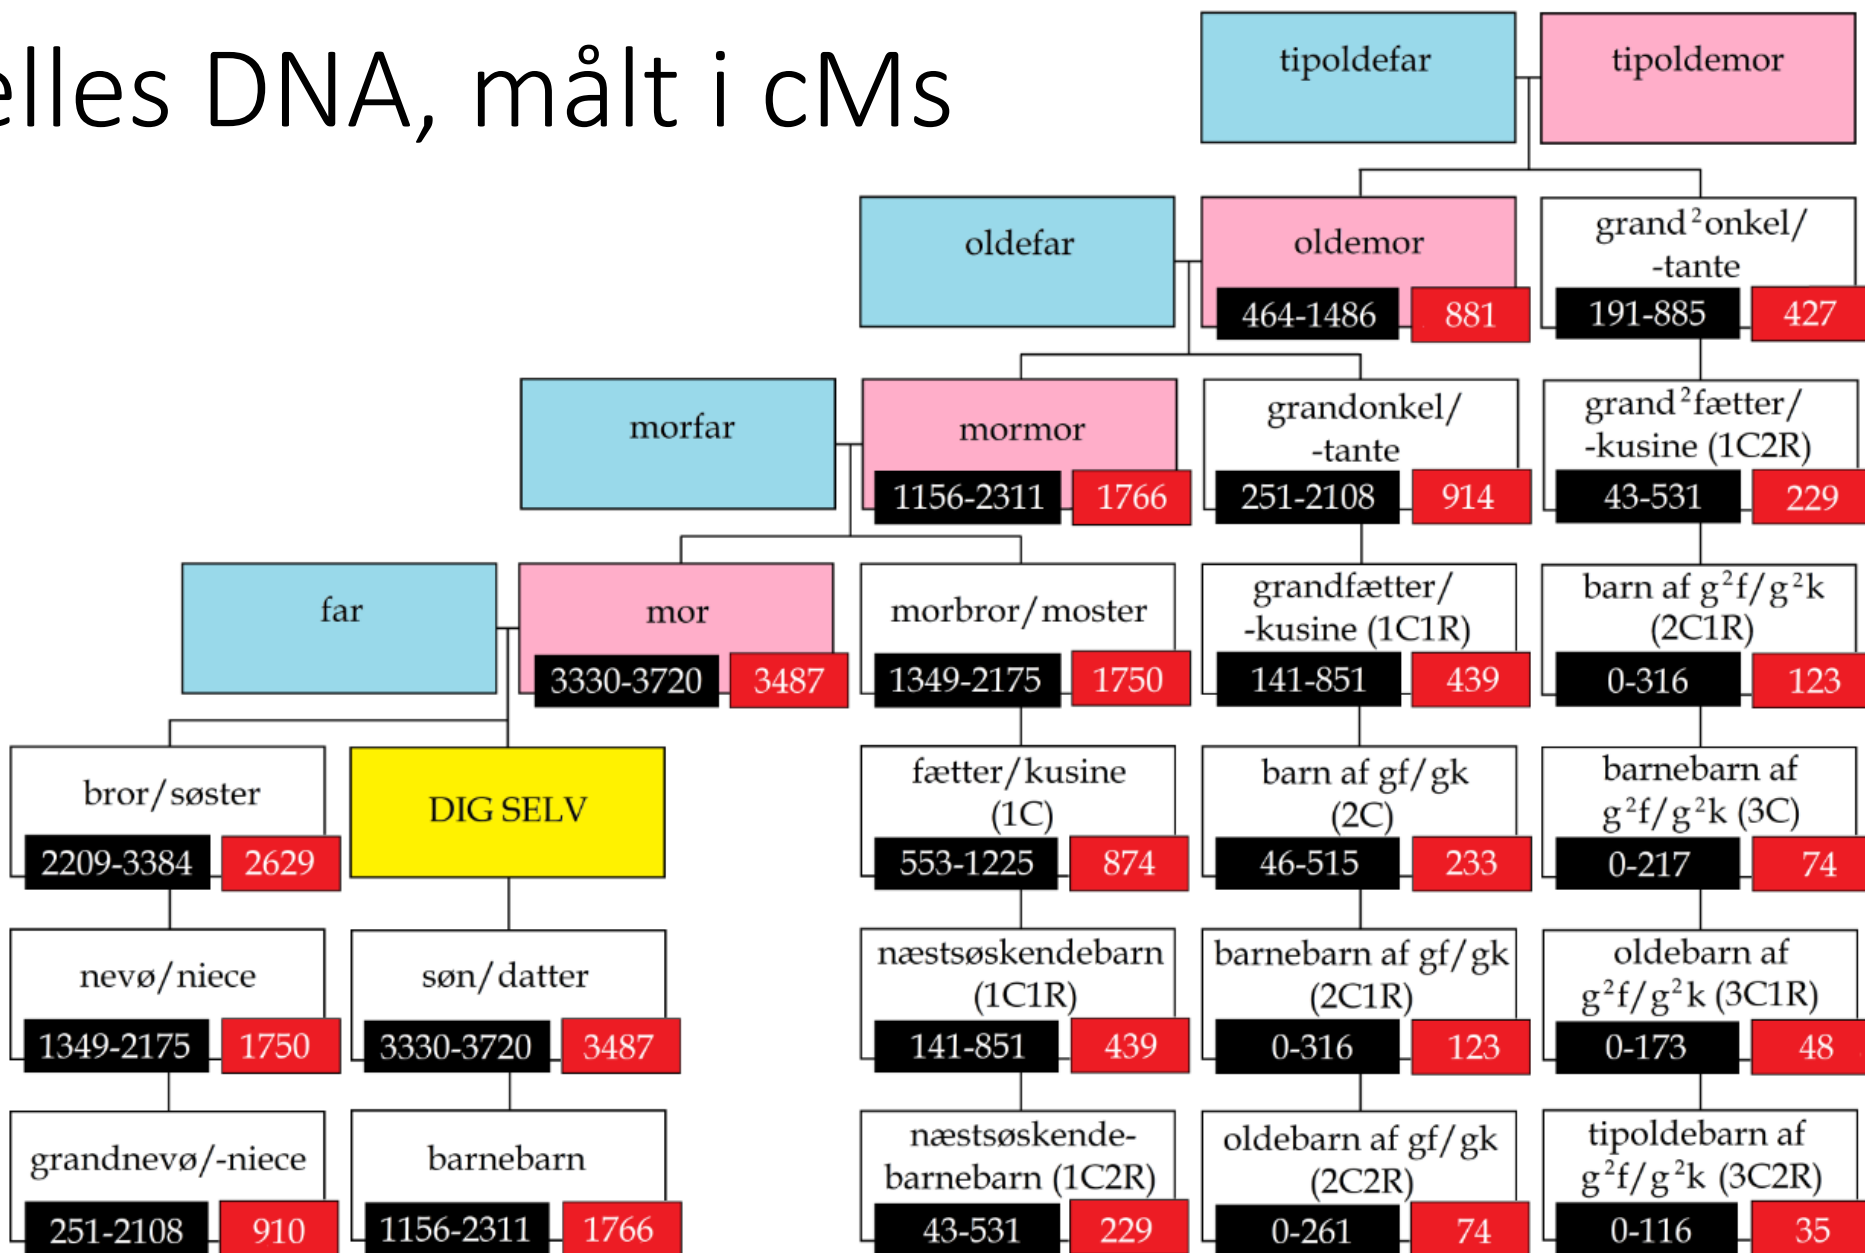 elles DNA, målt i cMs
tipoldefar
tipoldemor
oldefar
oldemor
464-1486
881
grand²onkel/
-tante
191-885
427
morfar
mormor
1156-2311
1766
grandonkel/
-tante
251-2108
914
grand²fætter/
-kusine (1C2R)
43-531
229
far
mor
3330-3720
3487
morbror/moster
1349-2175
1750
grandfætter/
-kusine (1C1R)
141-851
439
barn af g²f/g²k
(2C1R)
0-316
123
bror/søster
2209-3384
2629
DIG SELV
fætter/kusine
(1C)
553-1225
874
barn af gf/gk
(2C)
46-515
233
barnebarn af
g²f/g²k (3C)
0-217
74
nevø/niece
1349-2175
1750
søn/datter
3330-3720
3487
næstsøskendebarn
(1C1R)
141-851
439
barnebarn af gf/gk
(2C1R)
0-316
123
oldebarn af
g²f/g²k (3C1R)
0-173
48
grandnevø/-niece
251-2108
910
barnebarn
1156-2311
1766
næstsøskende-
barnebarn (1C2R)
43-531
229
oldebarn af gf/gk
(2C2R)
0-261
74
tipoldebarn af
g²f/g²k (3C2R)
0-116
35